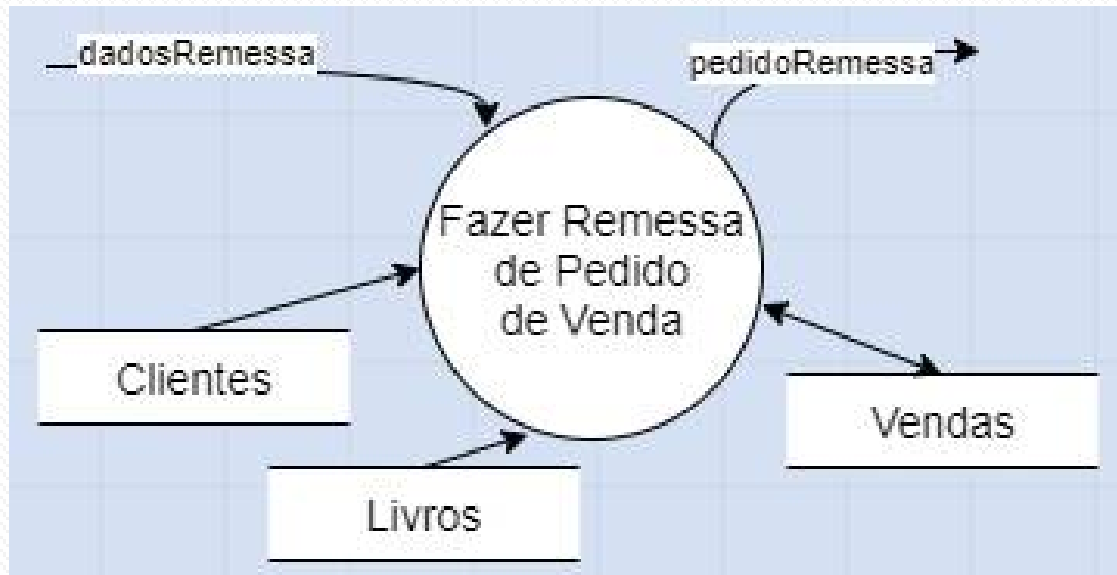 dadosRemessa
pedidoRemessa
Fazer Remessa
de Pedido
de Venda
Clientes
Vendas
Livros